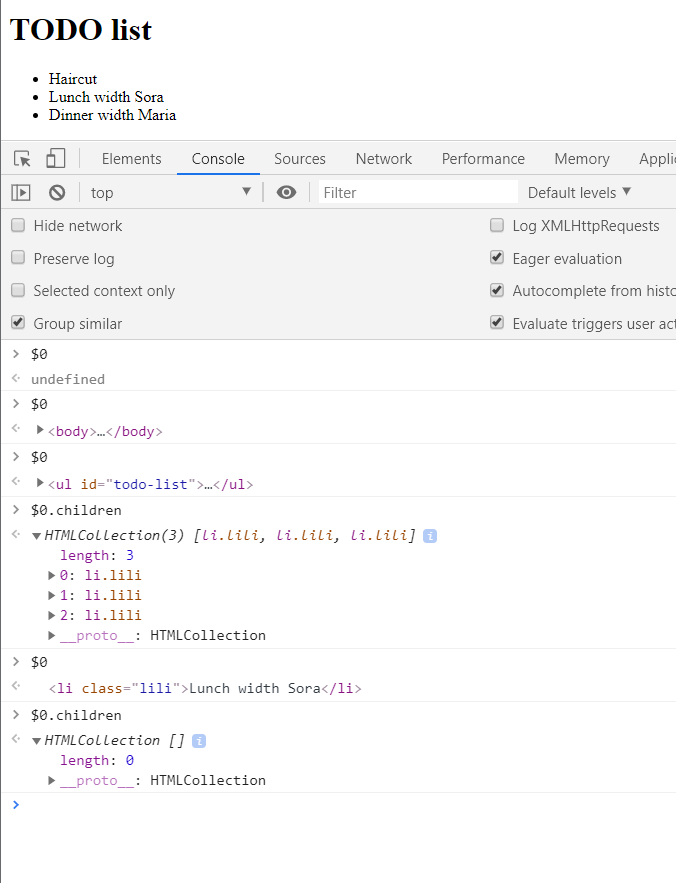 TODO list
• Haircut
• Lunch width Sora
• Dinner width Maria
Elements Console Sources Network Performance Memory Appli
top ▼ Filter Default levels ▼
Hide network Log XMLHttpRequests
Preserve log Eager evaluation
Selected context only Autocomplete from histo
Group similar Evaluate triggers user act
> $0
undefined
> $0
<body>…</body>
> $0
<ul id="todo-list">…</ul>
> $0.children
HTMLCollection(3) [li.lili, li.lili, li.lili] i
length: 3
0: li.lili
1: li.lili
2: li.lili
__proto__: HTMLCollection
> $0
<li class="lili">Lunch width Sora</li>
> $0.children
HTMLCollection [] i
length: 0
__proto__: HTMLCollection
>